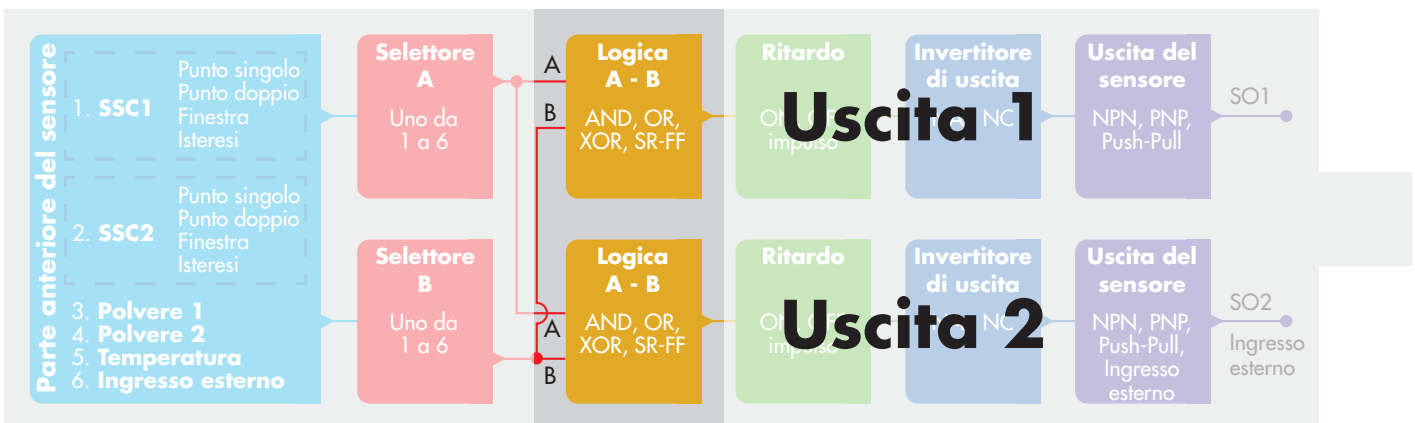 Parte anteriore del sensore
1. SSC1
Punto singolo
Punto doppio
Finestra
Isteresi
2. SSC2
Punto singolo
Punto doppio
Finestra
Isteresi
3. Polvere 1
4. Polvere 2
5. Temperatura
6. Ingresso esterno
Selettore
A
Uno da
1 a 6
Selettore
B
Uno da
1 a 6
A
B
Logica
A - B
AND, OR,
XOR, SR-FF
A
B
Logica
A - B
AND, OR,
XOR, SR-FF
Ritardo
impulso
Invertitore
di uscita
NC
Uscita 1
Uscita del
sensore
NPN, PNP,
Push-Pull
SO1
Ritardo
impulso
Invertitore
di uscita
NC
Uscita 2
Uscita del
sensore
NPN, PNP,
Push-Pull,
Ingresso
esterno
SO2
Ingresso
esterno